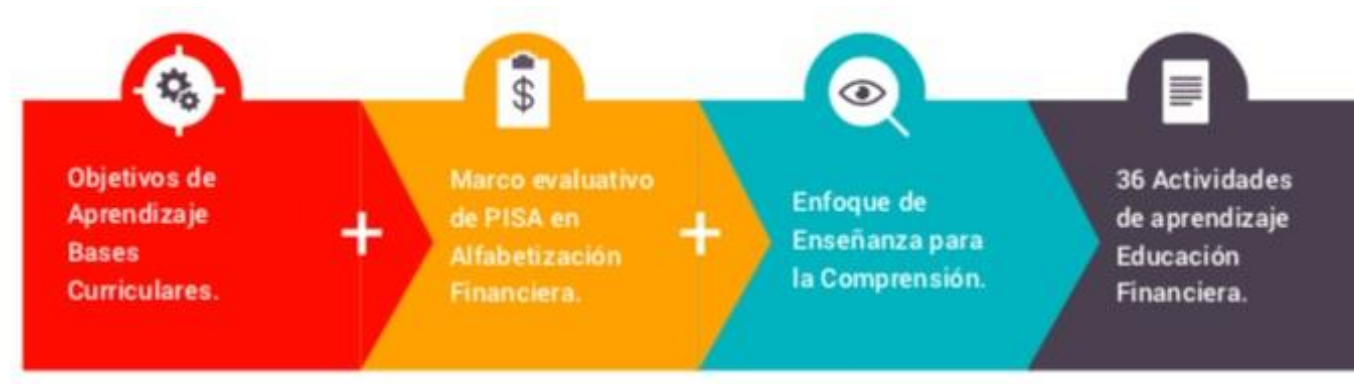 $
Objetivos de
Aprendizaje
Bases
Curriculares.
+
Marco evaluativo
de PISA en
Alfabetización
Financiera.
+
Enfoque de
Enseñanza para
la Comprensión.
36 Actividades
de aprendizaje
Educación
Financiera.